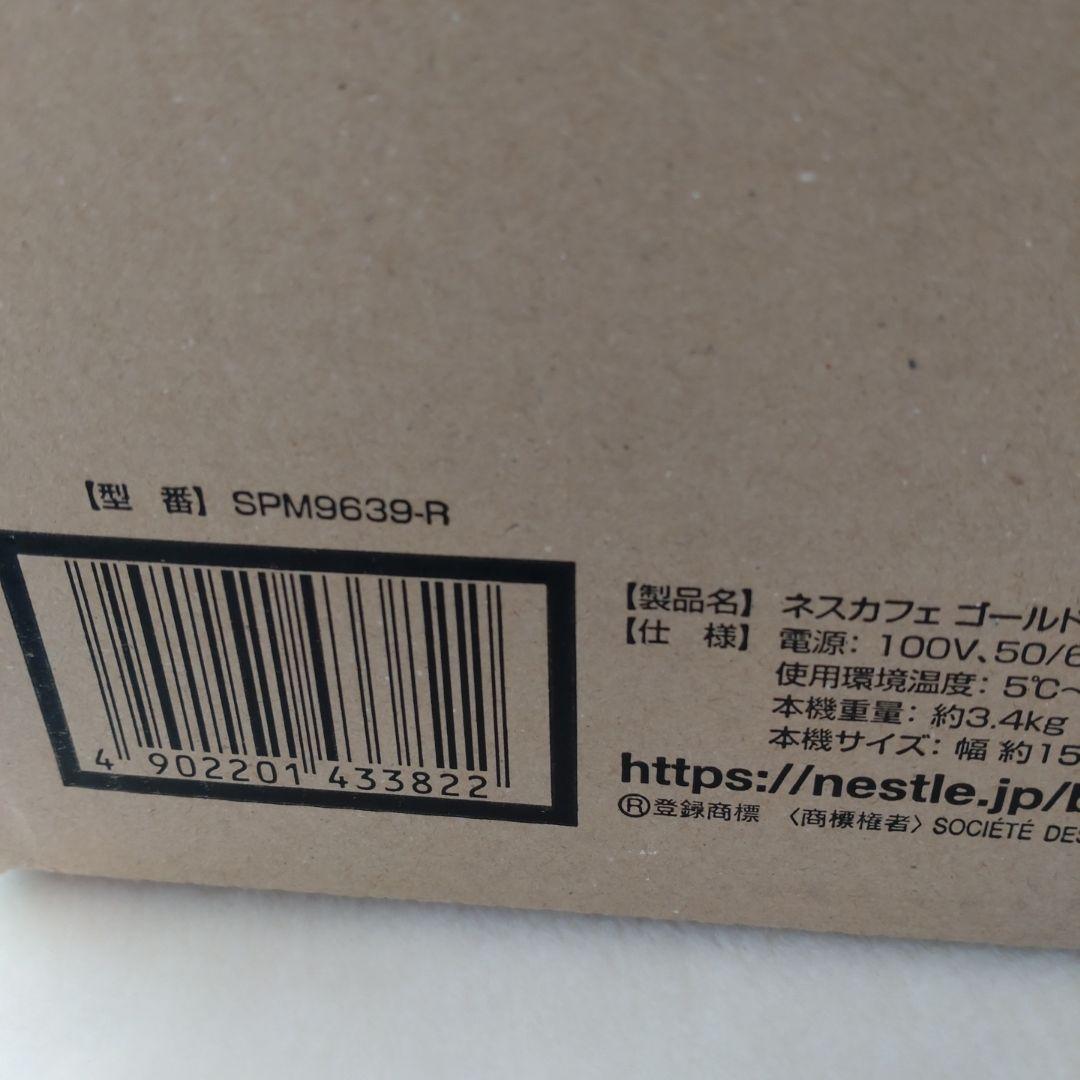 【型 番】 SPM9639-R
4 902201 433822
【製品名】 ネスカフェ ゴールド
【仕 様】 電源: 100V、50/6
使用環境温度: 5℃~
本機重量: 約3.4kg
本機サイズ: 幅 約15
https://nestle.jp/b
®登録商標 〈商標権者〉 SOCIÉTÉ DES